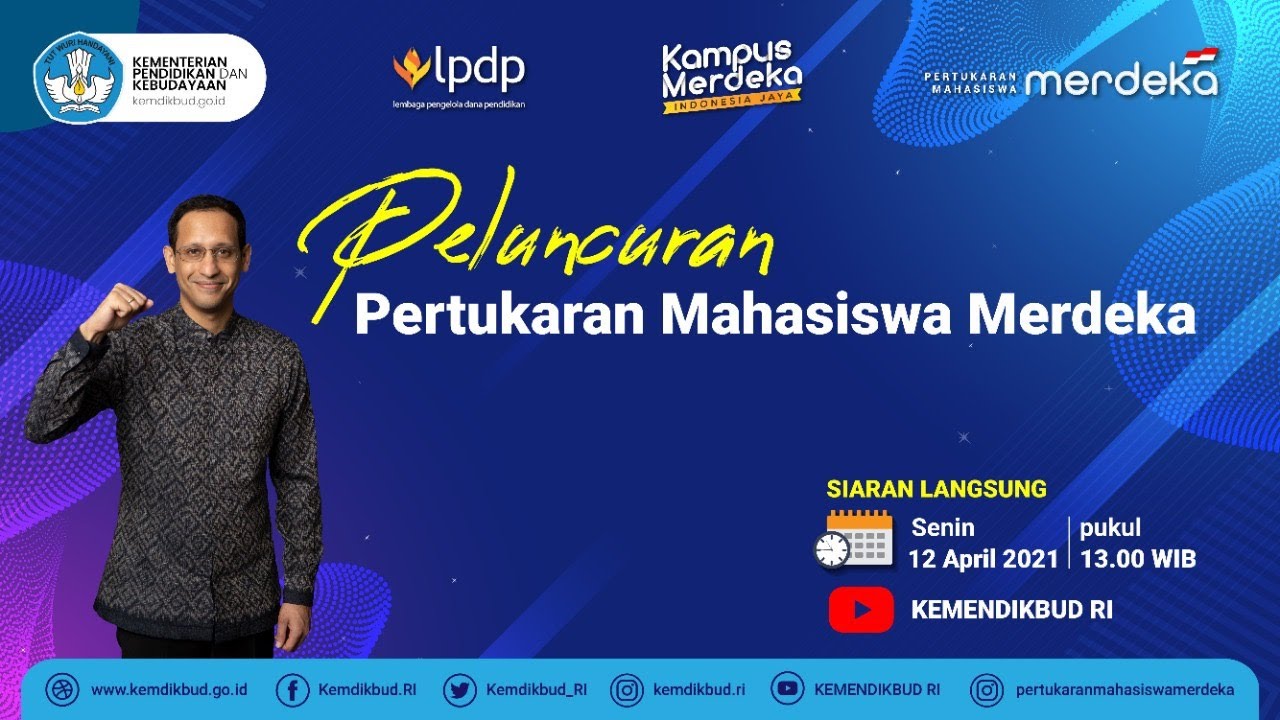 TUT WURI HANDAYANI
KEMENTERIAN
PENDIDIKAN DAN
KEBUDAYAAN
kemdikbud.go.id
lpdp
lembaga pengelola dana pendidikan
Kampus
Merdeka
INDONESIA JAYA
PERTUKARAN
MAHASISWA
merdeka
Peluncuran
Pertukaran Mahasiswa Merdeka
SIARAN LANGSUNG
Senin
12 April 2021
pukul
13.00 WIB
KEMENDIKBUD RI
www.kemdikbud.go.id
Kemdikbud.RI
Kemdikbud_RI
kemdikbud.ri
KEMENDIKBUD RI
pertukaranmahasiswamerdeka